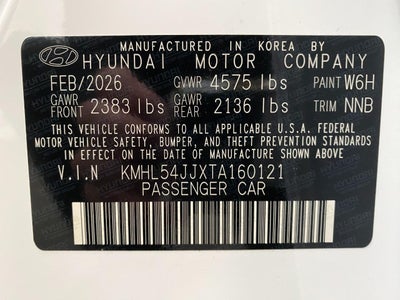 MANUFACTURED IN KOREA BY
HYUNDAI MOTOR COMPANY
FEB/2026 GVWR 4575 lbs PAINT W6H
GAWR FRONT 2383 lbs GAWR REAR 2136 lbs TRIM NNB
THIS VEHICLE CONFORMS TO ALL APPLICABLE U.S.A. FEDERAL
MOTOR VEHICLE SAFETY, BUMPER, AND THEFT PREVENTION STANDARDS
IN EFFECT ON THE DATE OF MANUFACTURE SHOWN ABOVE.
V.I.N KMHL54JJXTA160121
PASSENGER CAR